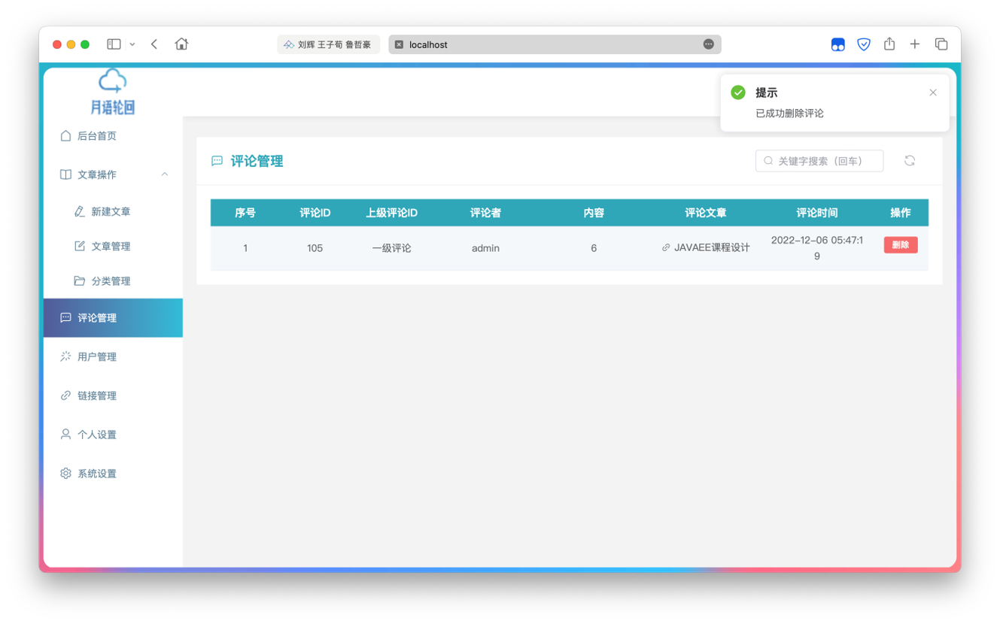 刘辉 王子荀 鲁哲豪
localhost
月语轮回
提示
已成功删除评论
后台首页
文章操作
新建文章
文章管理
分类管理
评论管理
用户管理
链接管理
个人设置
系统设置
评论管理
关键字搜索（回车）
序号 评论ID 上级评论ID 评论者 内容 评论文章 评论时间 操作
1 105 一级评论 admin 6 JAVAEE课程设计 2022-12-06 05:47:1 删除
9